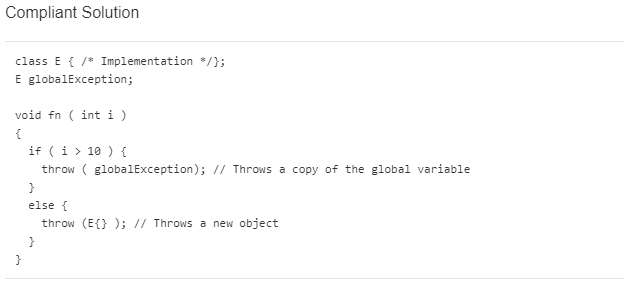 Compliant Solution
class E { /* Implementation */};
E globalException;
void fn ( int i )
{
if ( i > 10 ) {
throw ( globalException); // Throws a copy of the global variable
}
else {
throw (E{} ); // Throws a new object
}
}